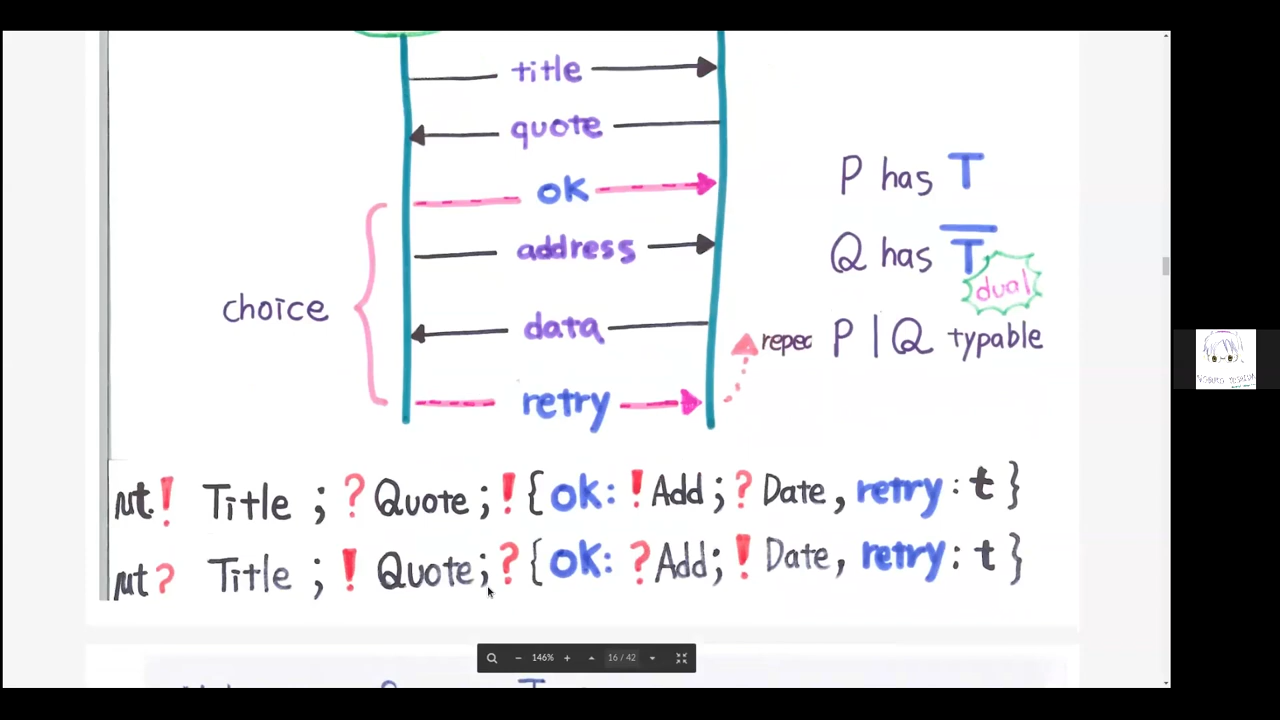 title
quote
ok
address
data
retry
choice
repec
P has T
Q has T
dual
P | Q typable
μt.! Title ; ? Quote ; ! { ok: ! Add ; ? Date , retry : t }
μt ? Title ; ! Quote ; ? { ok: ? Add ; ! Date , retry : t }
146%
16 / 42